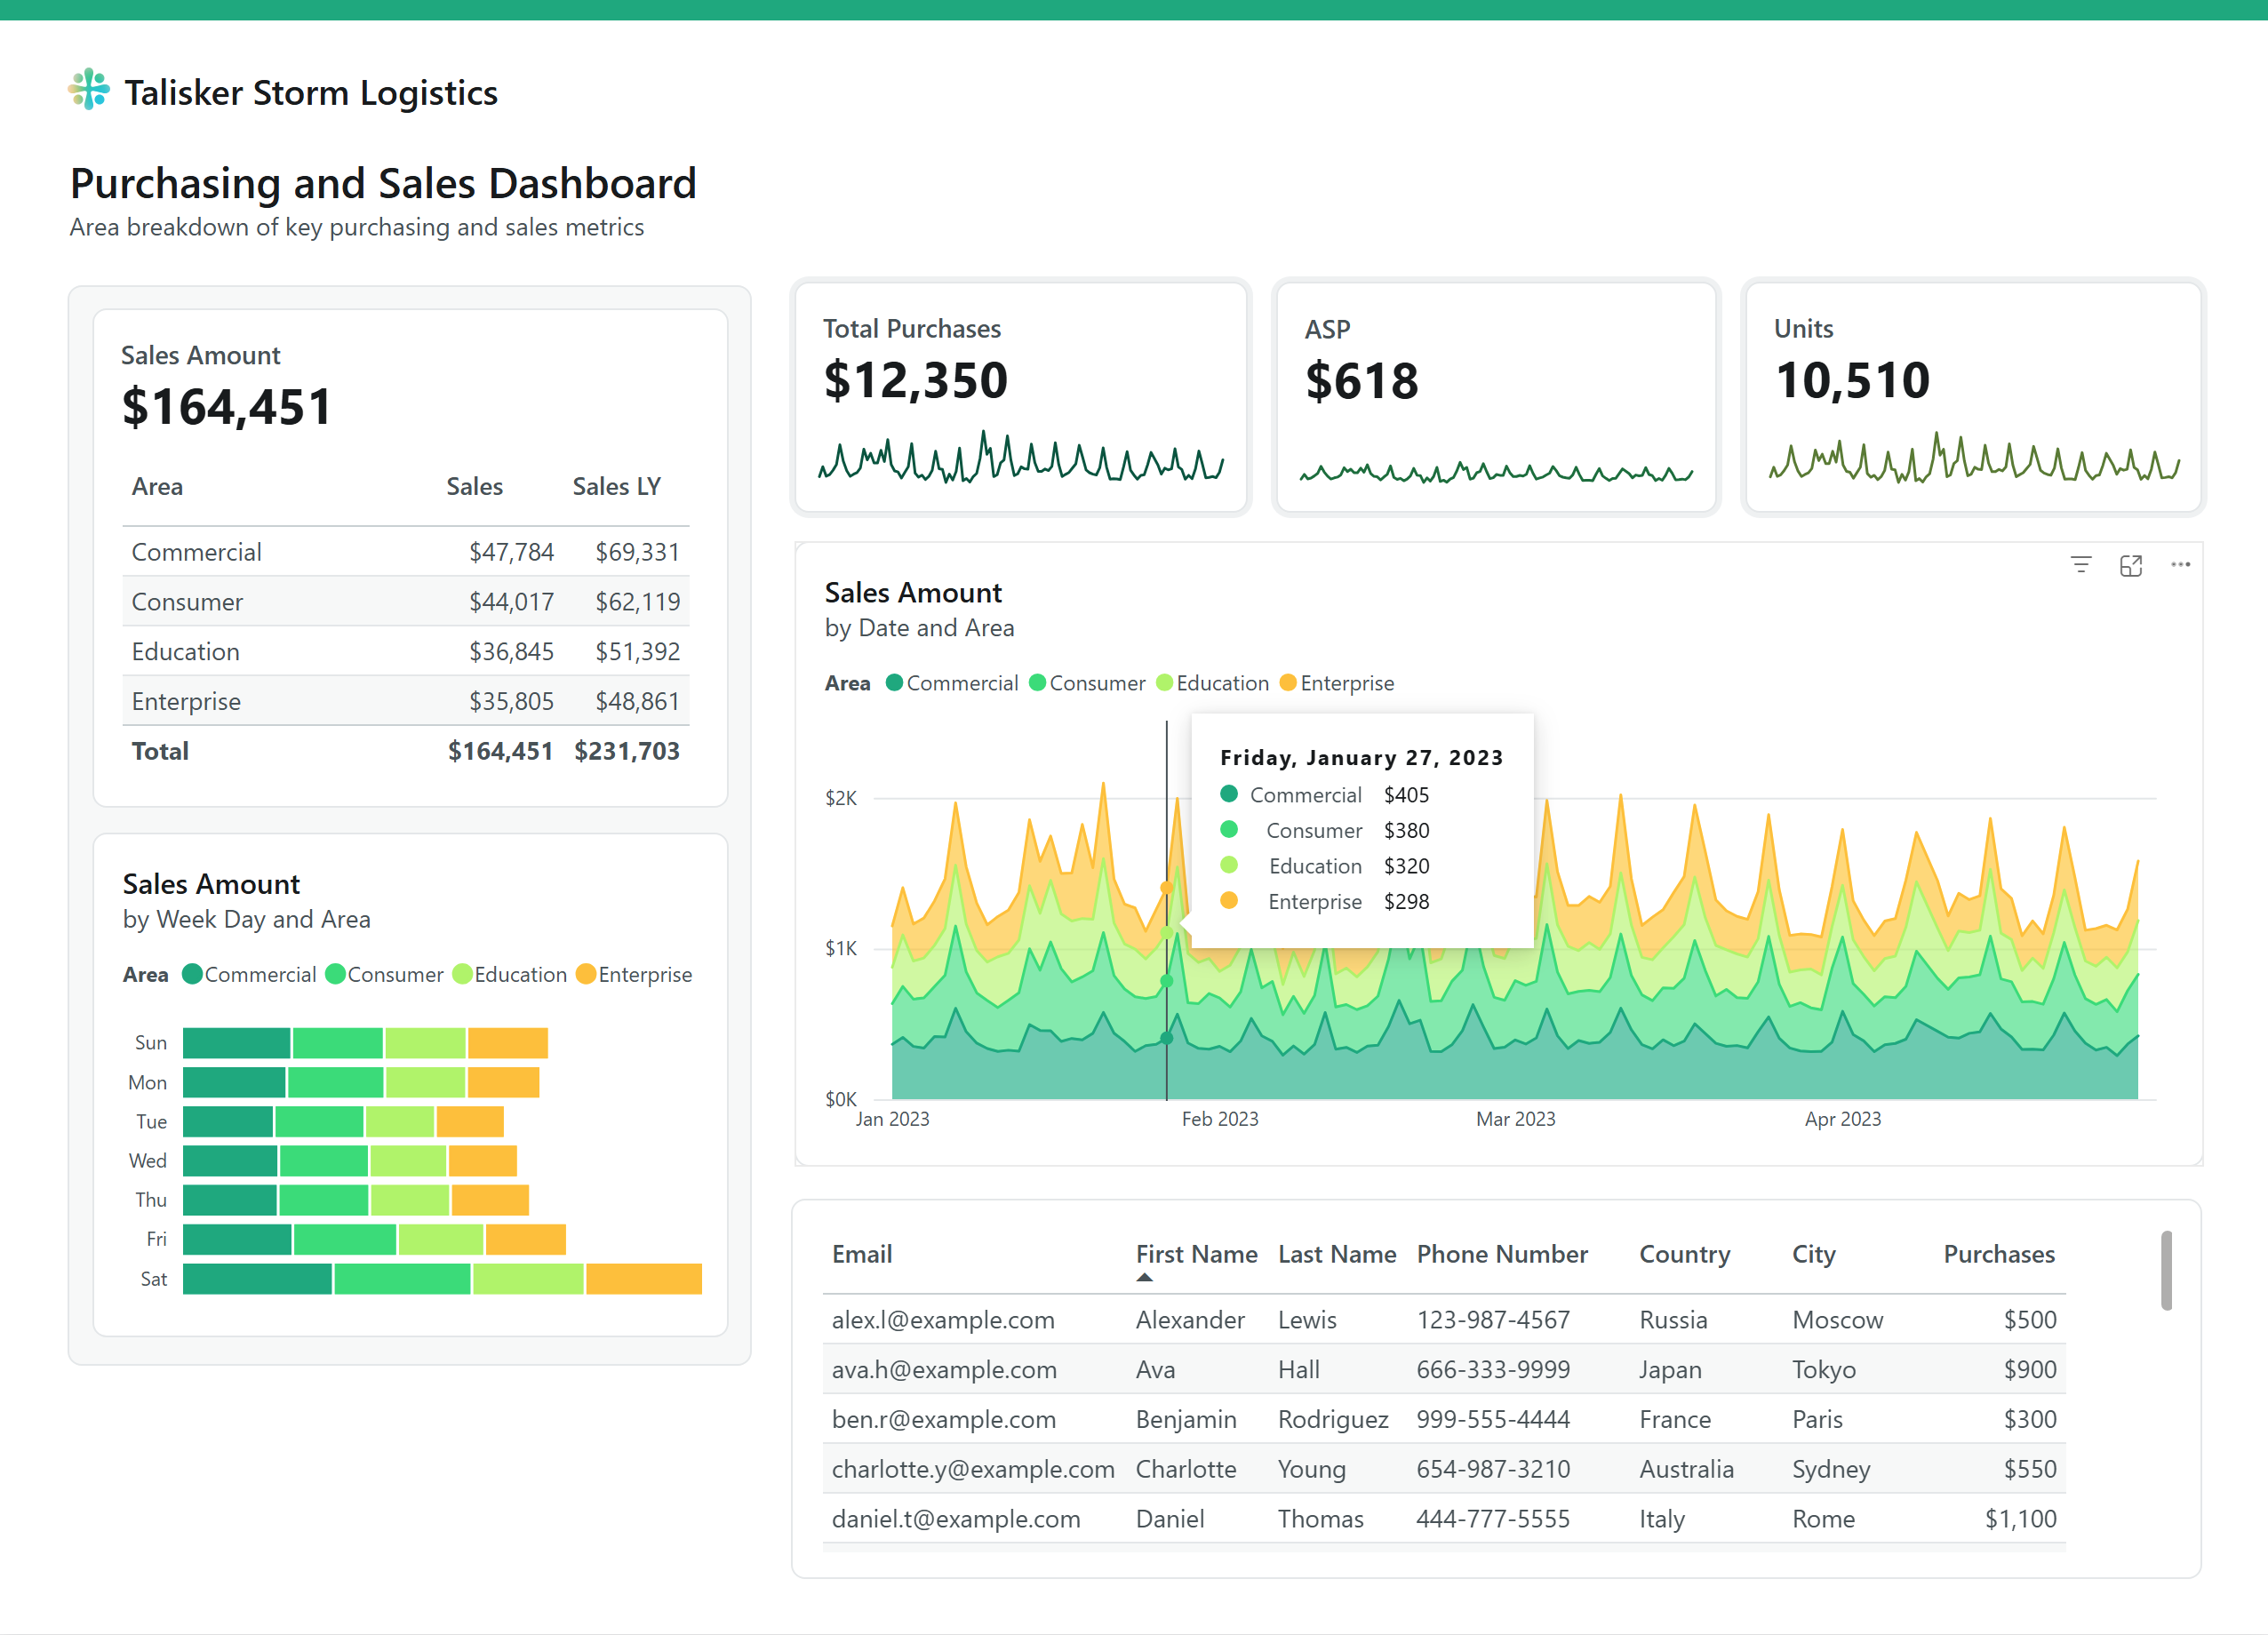 Talisker Storm Logistics
Purchasing and Sales Dashboard
Area breakdown of key purchasing and sales metrics
Sales Amount
$164,451
Area Sales Sales LY
Commercial $47,784 $69,331
Consumer $44,017 $62,119
Education $36,845 $51,392
Enterprise $35,805 $48,861
Total $164,451 $231,703
Sales Amount
by Week Day and Area
Area Commercial Consumer Education Enterprise
Sun
Mon
Tue
Wed
Thu
Fri
Sat
Total Purchases
$12,350
ASP
$618
Units
10,510
Sales Amount
by Date and Area
Area Commercial Consumer Education Enterprise
Friday, January 27, 2023
Commercial $405
Consumer $380
Education $320
Enterprise $298
$2K
$1K
$0K
Jan 2023 Feb 2023 Mar 2023 Apr 2023
Email First Name Last Name Phone Number Country City Purchases
alex.l@example.com Alexander Lewis 123-987-4567 Russia Moscow $500
ava.h@example.com Ava Hall 666-333-9999 Japan Tokyo $900
ben.r@example.com Benjamin Rodriguez 999-555-4444 France Paris $300
charlotte.y@example.com Charlotte Young 654-987-3210 Australia Sydney $550
daniel.t@example.com Daniel Thomas 444-777-5555 Italy Rome $1,100